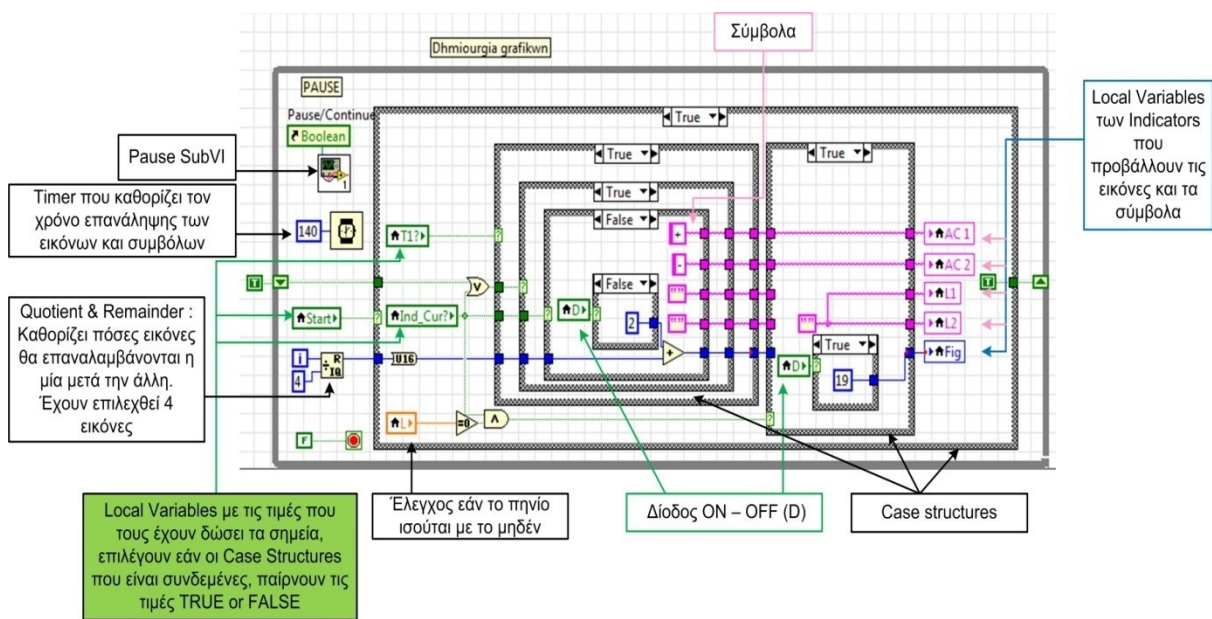 Σύμβολα
Dhmiourgia grafikwn
PAUSE
Pause/Continue
Boolean
1
True
True
True
True
False
False
True
Pause SubVI
Timer που καθορίζει τον
χρόνο επανάληψης των
εικόνων και συμβόλων
140
T1?
T
Start
Ind_Cur?
V
D
2
+
+
-
""
""
""
D
19
AC 1
AC 2
L1
L2
Fig
T
Local Variables
των Indicators
που
προβάλλουν τις
εικόνες και τα
σύμβολα
Quotient & Remainder :
Καθορίζει πόσες εικόνες
θα επαναλαμβάνονται η
μία μετά την άλλη.
Έχουν επιλεχθεί 4
εικόνες
i
4
R
IQ
U16
L
=0
Λ
F
Local Variables με τις τιμές που
τους έχουν δώσει τα σημεία,
επιλέγουν εάν οι Case Structures
που είναι συνδεμένες, παίρνουν τις
τιμές TRUE or FALSE
Έλεγχος εάν το πηνίο
ισούται με το μηδέν
Δίοδος ON – OFF (D)
Case structures